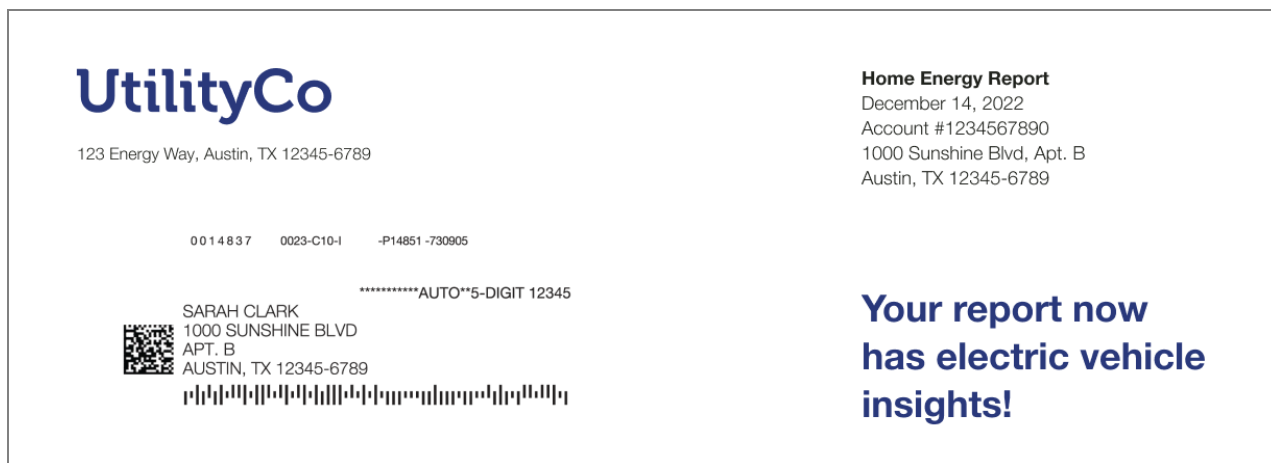 UtilityCo
123 Energy Way, Austin, TX 12345-6789
Home Energy Report
December 14, 2022
Account #1234567890
1000 Sunshine Blvd, Apt. B
Austin, TX 12345-6789
0014837 0023-C10-I -P14851 -730905
***********AUTO**5-DIGIT 12345
SARAH CLARK
1000 SUNSHINE BLVD
APT. B
AUSTIN, TX 12345-6789
Your report now
has electric vehicle
insights!